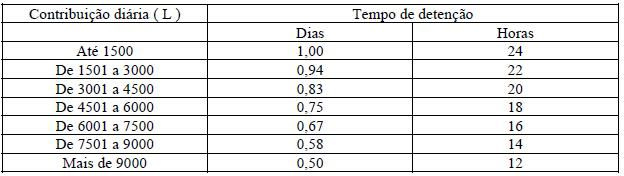 Contribuição diária ( L ) Tempo de detenção
Dias Horas
Até 1500 1,00 24
De 1501 a 3000 0,94 22
De 3001 a 4500 0,83 20
De 4501 a 6000 0,75 18
De 6001 a 7500 0,67 16
De 7501 a 9000 0,58 14
Mais de 9000 0,50 12